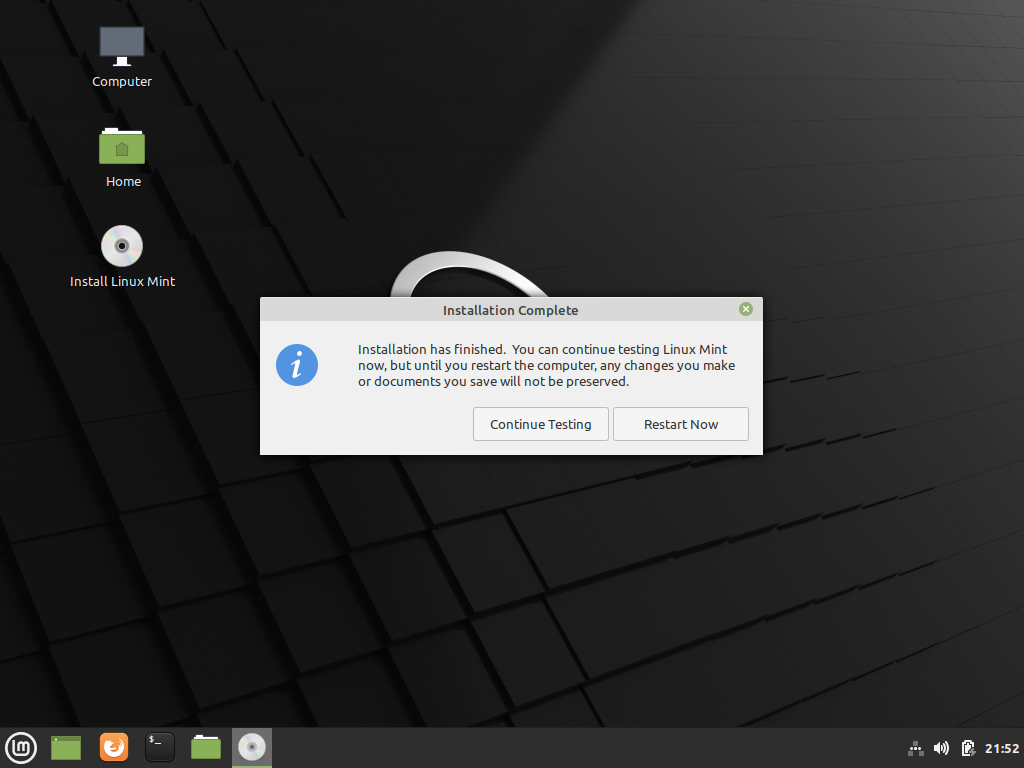 Computer
Home
Install Linux Mint
Installation Complete
Installation has finished.  You can continue testing Linux Mint
now, but until you restart the computer, any changes you make
or documents you save will not be preserved.
Continue Testing
Restart Now
$_
21:52